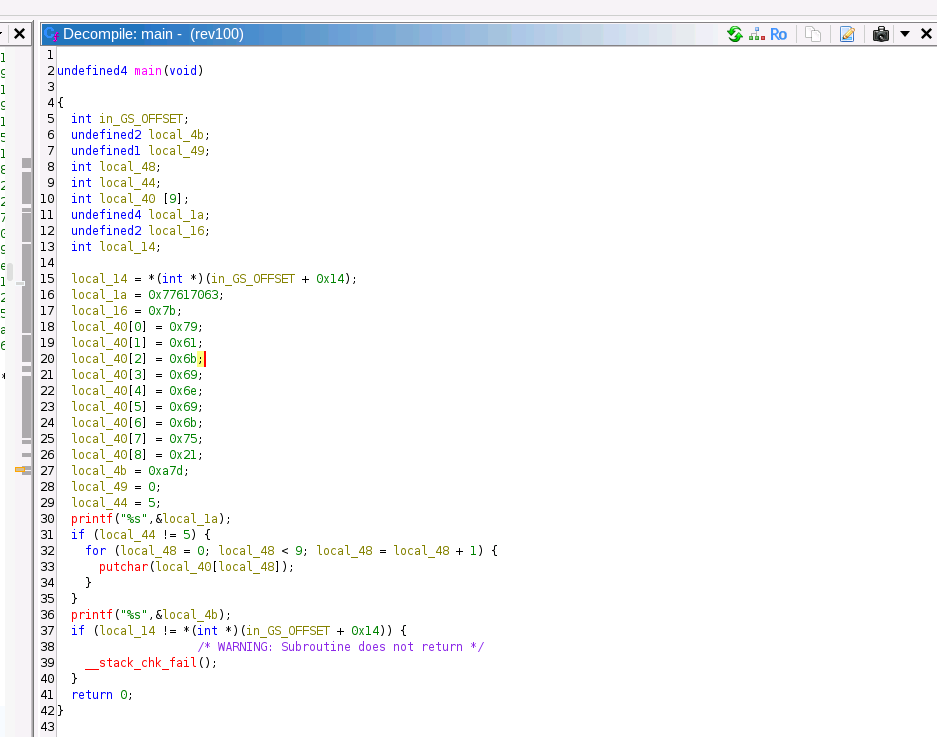 Decompile: main - (rev100)
Ro
1
2 undefined4 main(void)
3
4 {
5 int in_GS_OFFSET;
6 undefined2 local_4b;
7 undefined1 local_49;
8 int local_48;
9 int local_44;
10 int local_40 [9];
11 undefined4 local_1a;
12 undefined2 local_16;
13 int local_14;
14
15 local_14 = *(int *)(in_GS_OFFSET + 0x14);
16 local_1a = 0x77617063;
17 local_16 = 0x7b;
18 local_40[0] = 0x79;
19 local_40[1] = 0x61;
20 local_40[2] = 0x6b;
21 local_40[3] = 0x69;
22 local_40[4] = 0x6e;
23 local_40[5] = 0x69;
24 local_40[6] = 0x6b;
25 local_40[7] = 0x75;
26 local_40[8] = 0x21;
27 local_4b = 0xa7d;
28 local_49 = 0;
29 local_44 = 5;
30 printf("%s",&local_1a);
31 if (local_44 != 5) {
32 for (local_48 = 0; local_48 < 9; local_48 = local_48 + 1) {
33 putchar(local_40[local_48]);
34 }
35 }
36 printf("%s",&local_4b);
37 if (local_14 != *(int *)(in_GS_OFFSET + 0x14)) {
38 /* WARNING: Subroutine does not return */
39 __stack_chk_fail();
40 }
41 return 0;
42 }
43